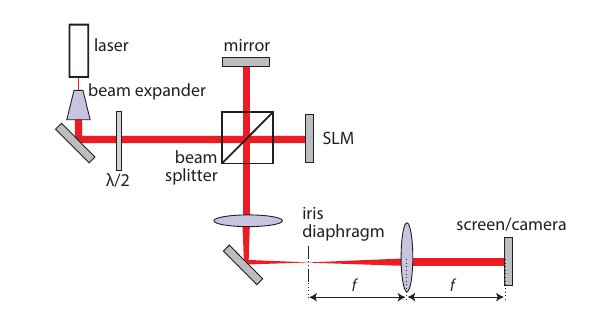 laser
mirror
beam expander
SLM
beam
splitter
λ/2
iris
diaphragm
screen/camera
f
f